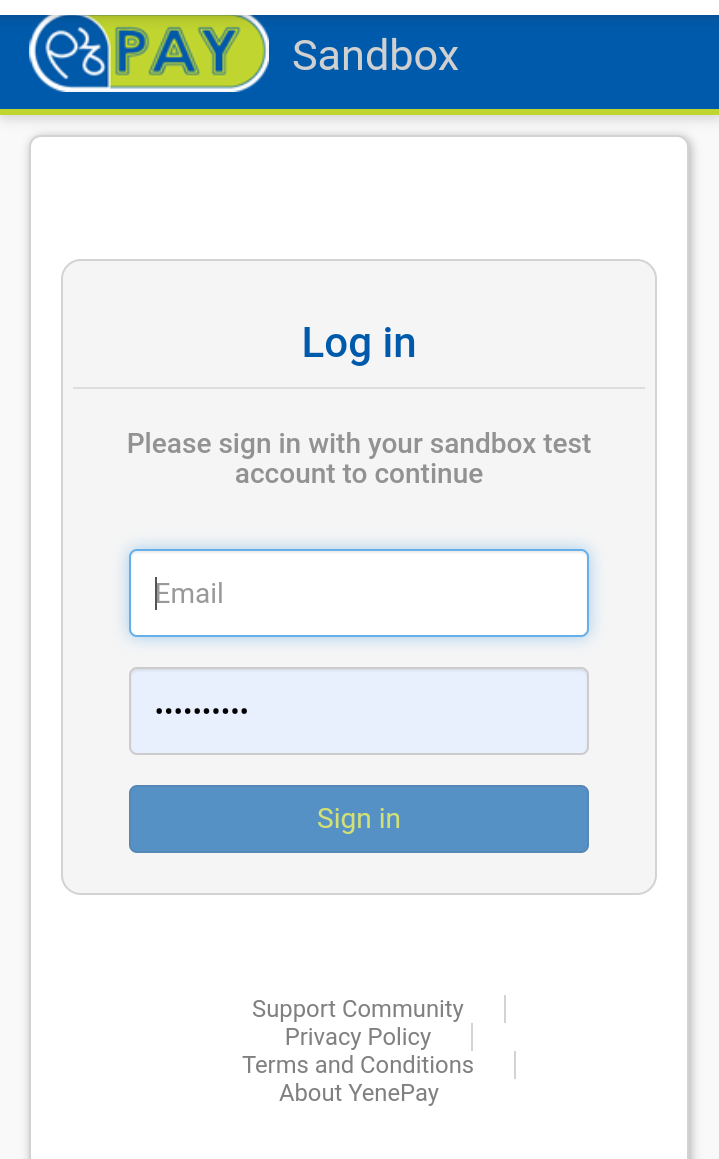 የኔPAY Sandbox
Log in
Please sign in with your sandbox test
account to continue
Email
••••••••••
Sign in
Support Community
Privacy Policy
Terms and Conditions
About YenePay